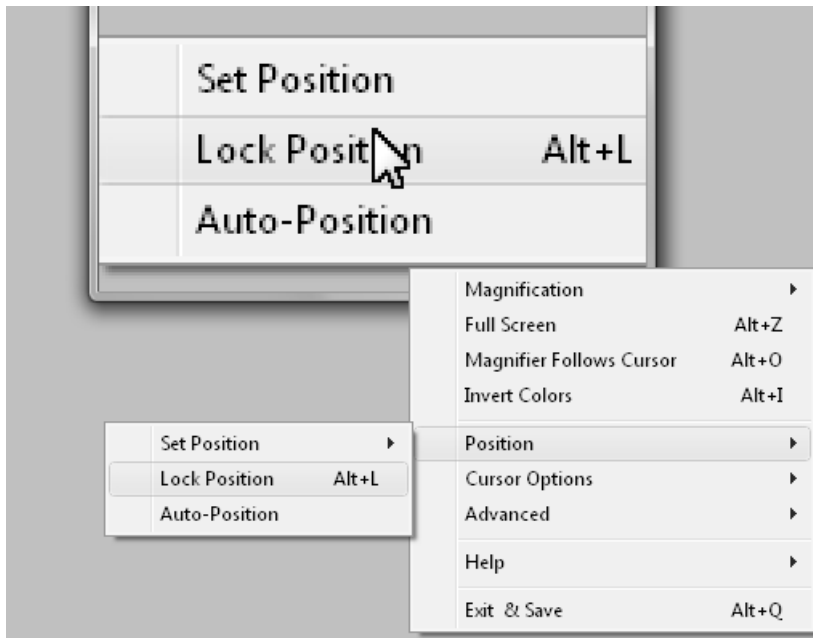 Set Position
Lock Position Alt+L
Auto-Position
Magnification
Full Screen Alt+Z
Magnifier Follows Cursor Alt+O
Invert Colors Alt+I
Position
Cursor Options
Advanced
Help
Exit & Save Alt+Q
Set Position
Lock Position Alt+L
Auto-Position